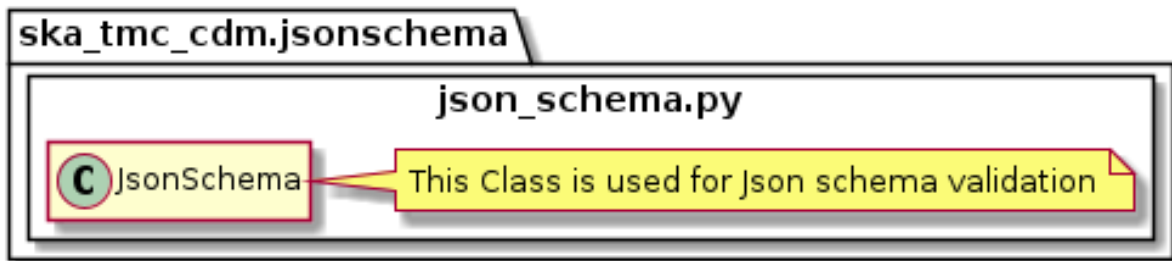 ska_tmc_cdm.jsonschema
json_schema.py
C JsonSchema
This Class is used for Json schema validation